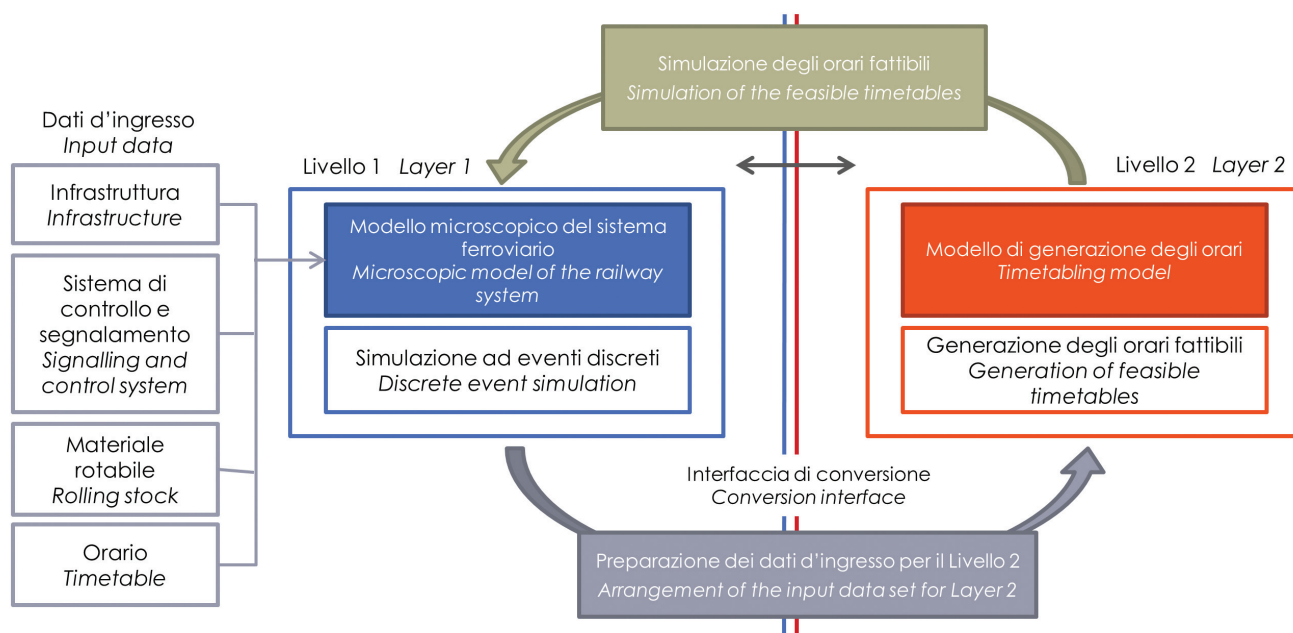 Simulazione degli orari fattibili
Simulation of the feasible timetables
Dati d'ingresso
Input data
Livello 1 Layer 1
Livello 2 Layer 2
Infrastruttura
Infrastructure
Sistema di
controllo e
segnalamento
Signalling and
control system
Materiale
rotabile
Rolling stock
Orario
Timetable
Modello microscopico del sistema
ferroviario
Microscopic model of the railway
system
Simulazione ad eventi discreti
Discrete event simulation
Modello di generazione degli orari
Timetabling model
Generazione degli orari fattibili
Generation of feasible
timetables
Interfaccia di conversione
Conversion interface
Preparazione dei dati d'ingresso per il Livello 2
Arrangement of the input data set for Layer 2